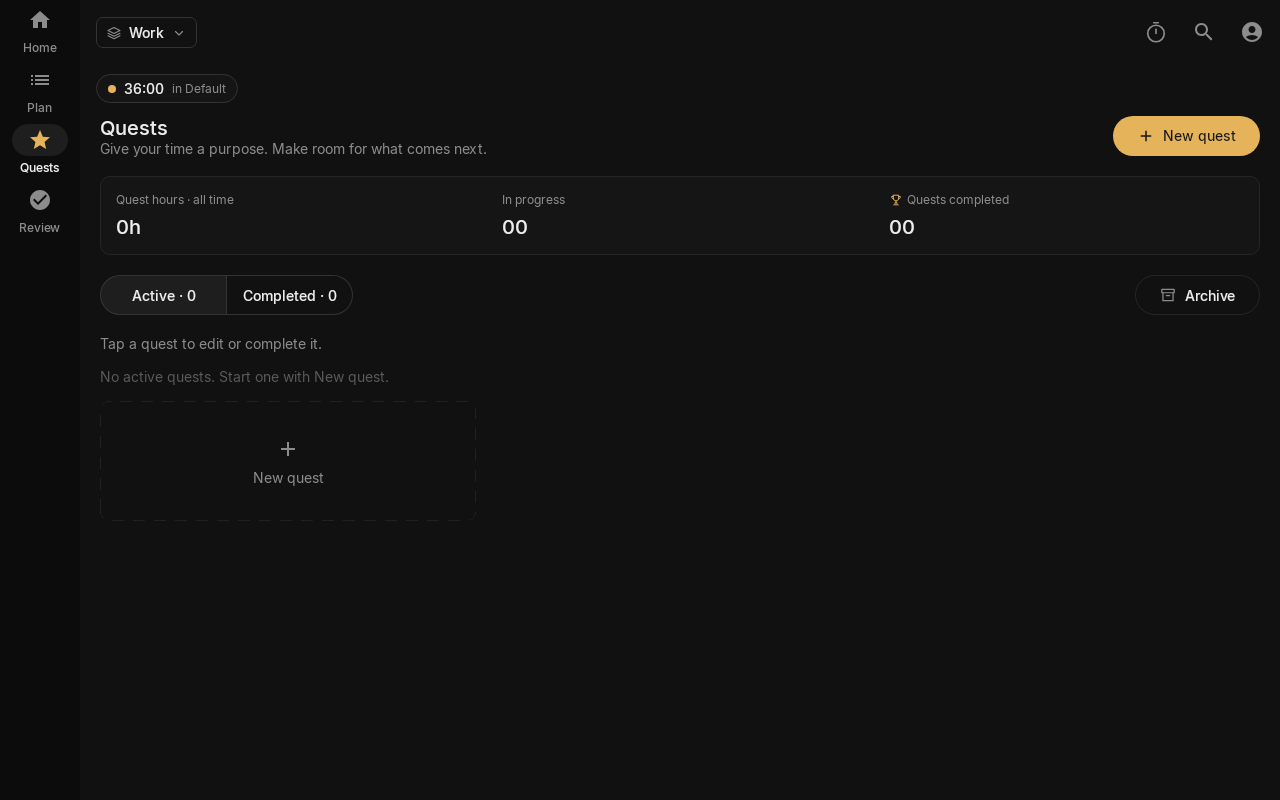 Home
Plan
Quests
Review
Work
36:00 in Default
Quests
Give your time a purpose. Make room for what comes next.
New quest
Quest hours · all time
0h
In progress
00
Quests completed
00
Active · 0
Completed · 0
Archive
Tap a quest to edit or complete it.
No active quests. Start one with New quest.
New quest